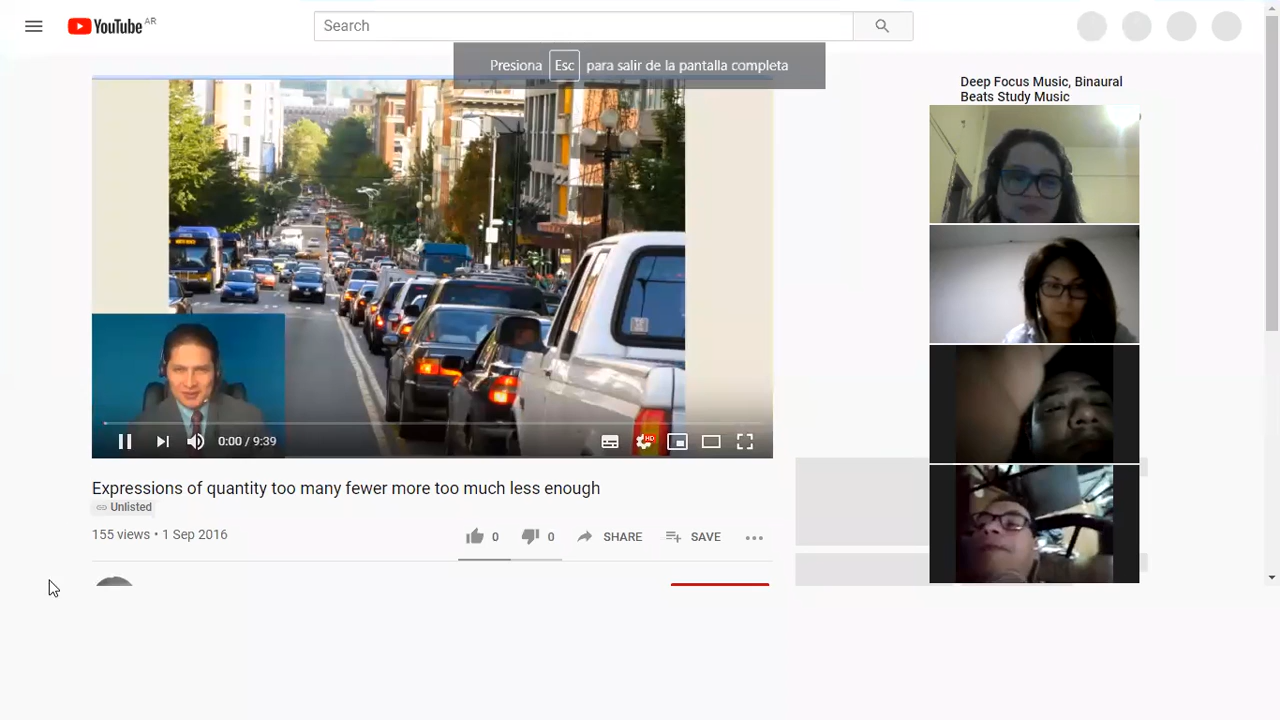 YouTube AR
Search
Presiona Esc para salir de la pantalla completa
Deep Focus Music, Binaural
Beats Study Music
0:00 / 9:39
HD
Expressions of quantity too many fewer more too much less enough
Unlisted
155 views • 1 Sep 2016
0
0
SHARE
SAVE